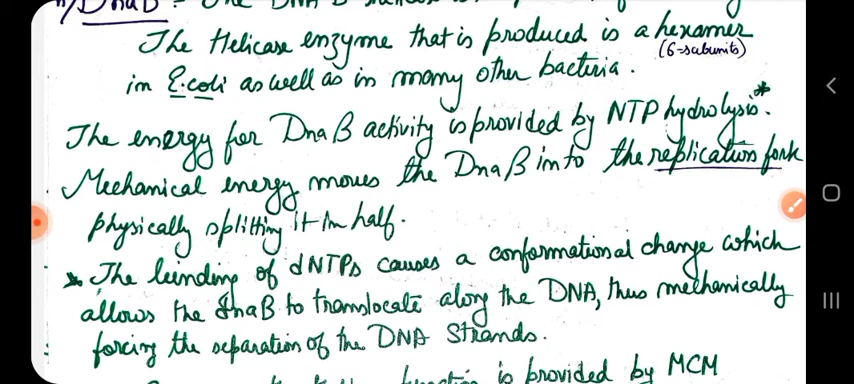 DnaB -
The Helicase enzyme that is produced is a hexamer
(6-subunits)
in E.coli as well as in many other bacteria.
The energy for DnaB activity is provided by NTP hydrolysis*.
Mechanical energy moves the DnaB into the replication fork
physically splitting it in half.
* The binding of dNTPs causes a conformational change which
allows the dnaB to translocate along the DNA, thus mechanically
forcing the separation of the DNA Strands.
function is provided by MCM